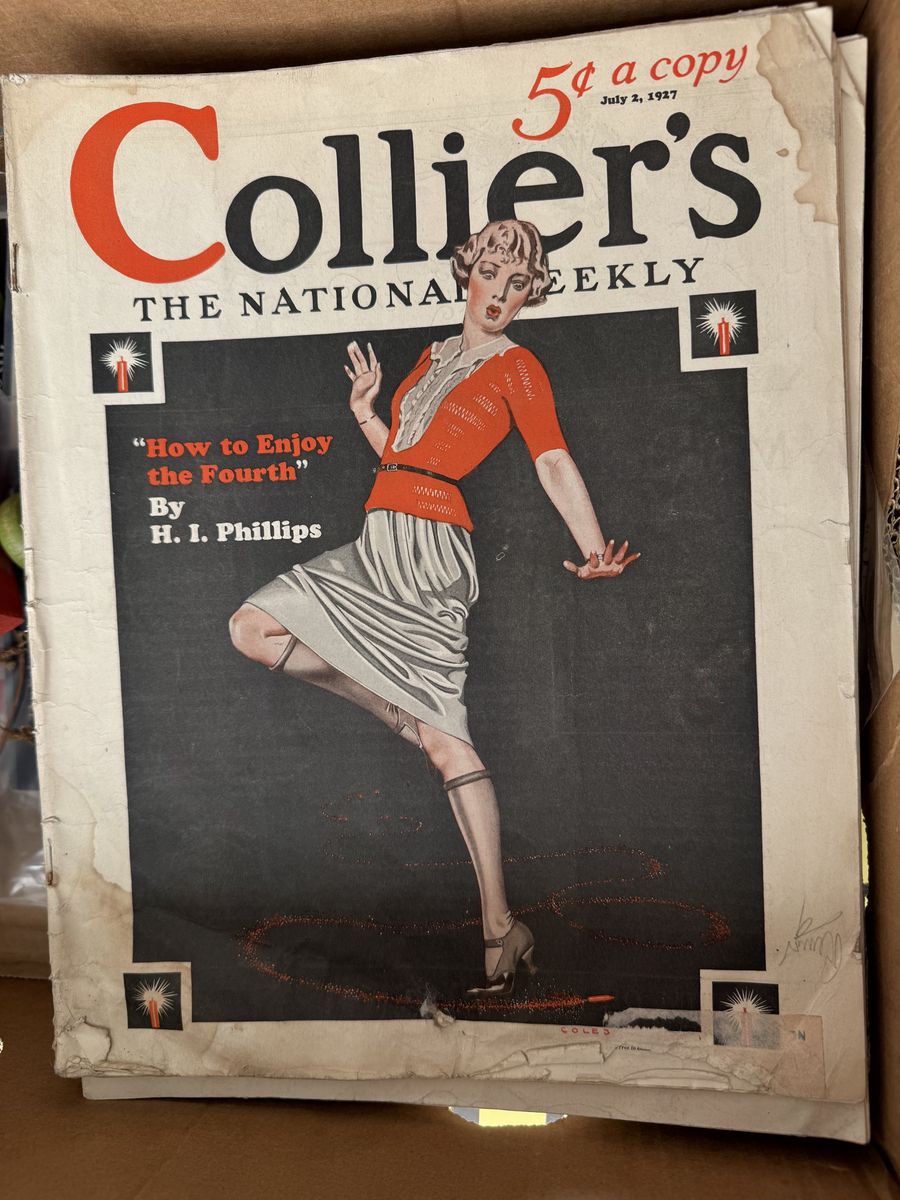 5¢ a copy
July 2, 1927
Collier's
THE NATIONAL WEEKLY
“How to Enjoy
the Fourth”
By
H. I. Phillips